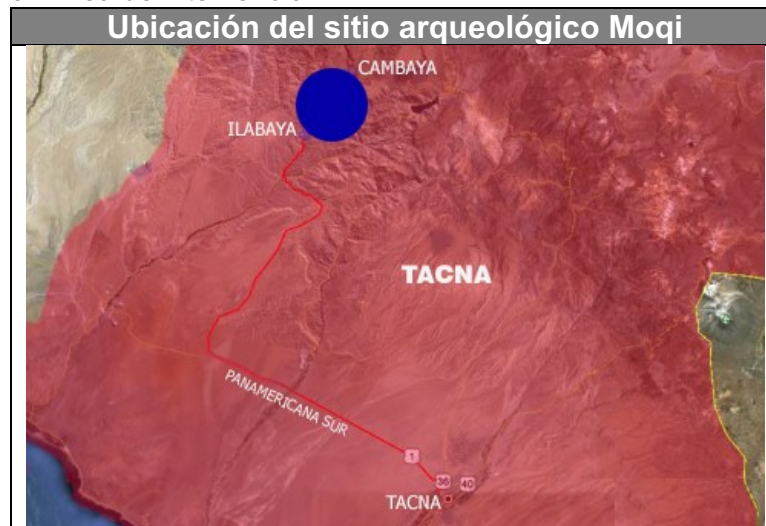 Ubicación del sitio arqueológico Moqi
CAMBAYA
ILABAYA
TACNA
PANAMERICANA SUR
1
36
40
TACNA